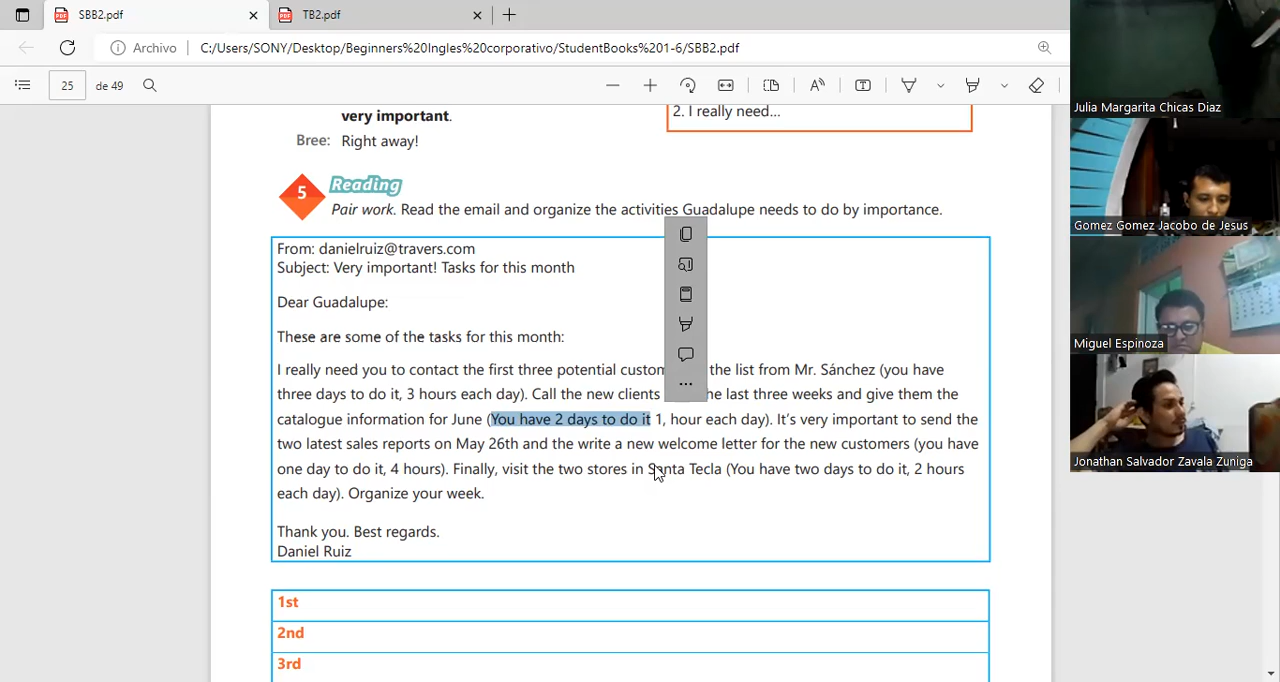 SBB2.pdf
TB2.pdf
Archivo
C:/Users/SONY/Desktop/Beginners%20Ingles%20corporativo/StudentBooks%201-6/SBB2.pdf
25
de 49
very important.
2. I really need...
Bree: Right away!
5
Reading
Pair work. Read the email and organize the activities Guadalupe needs to do by importance.
From: danielruiz@travers.com
Subject: Very important! Tasks for this month
Dear Guadalupe:
These are some of the tasks for this month:
I really need you to contact the first three potential custom the list from Mr. Sánchez (you have
three days to do it, 3 hours each day). Call the new clients he last three weeks and give them the
catalogue information for June (You have 2 days to do it 1, hour each day). It's very important to send the
two latest sales reports on May 26th and the write a new welcome letter for the new customers (you have
one day to do it, 4 hours). Finally, visit the two stores in Santa Tecla (You have two days to do it, 2 hours
each day). Organize your week.
Thank you. Best regards.
Daniel Ruiz
1st
2nd
3rd
Julia Margarita Chicas Diaz
Gomez Gomez Jacobo de Jesus
Miguel Espinoza
Jonathan Salvador Zavala Zuniga